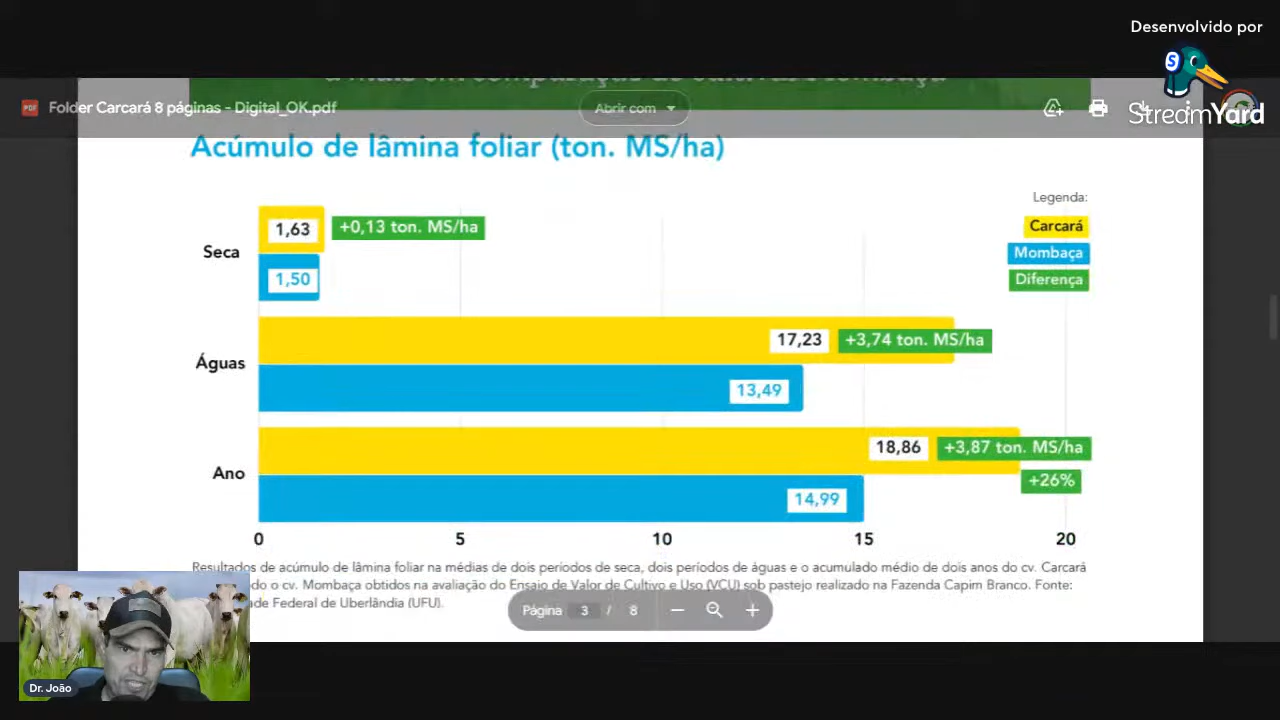 Desenvolvido por
StreamYard
Folder Carcará 8 páginas - Digital_OK.pdf
Abrir com
Acúmulo de lâmina foliar (ton. MS/ha)
Legenda:
Carcará
Mombaça
Diferença
Seca
1,63
+0,13 ton. MS/ha
1,50
Águas
17,23
+3,74 ton. MS/ha
13,49
Ano
18,86
+3,87 ton. MS/ha
+26%
14,99
0 5 10 15 20
Resultados de acúmulo de lâmina foliar na médias de dois períodos de seca, dois períodos de águas e o acumulado médio de dois anos do cv. Carcará
o cv. Mombaça obtidos na avaliação do Ensaio de Valor de Cultivo e Uso (VCU) sob pastejo realizado na Fazenda Capim Branco. Fonte:
Federal de Uberlândia (UFU).
Página 3 / 8
Dr. João